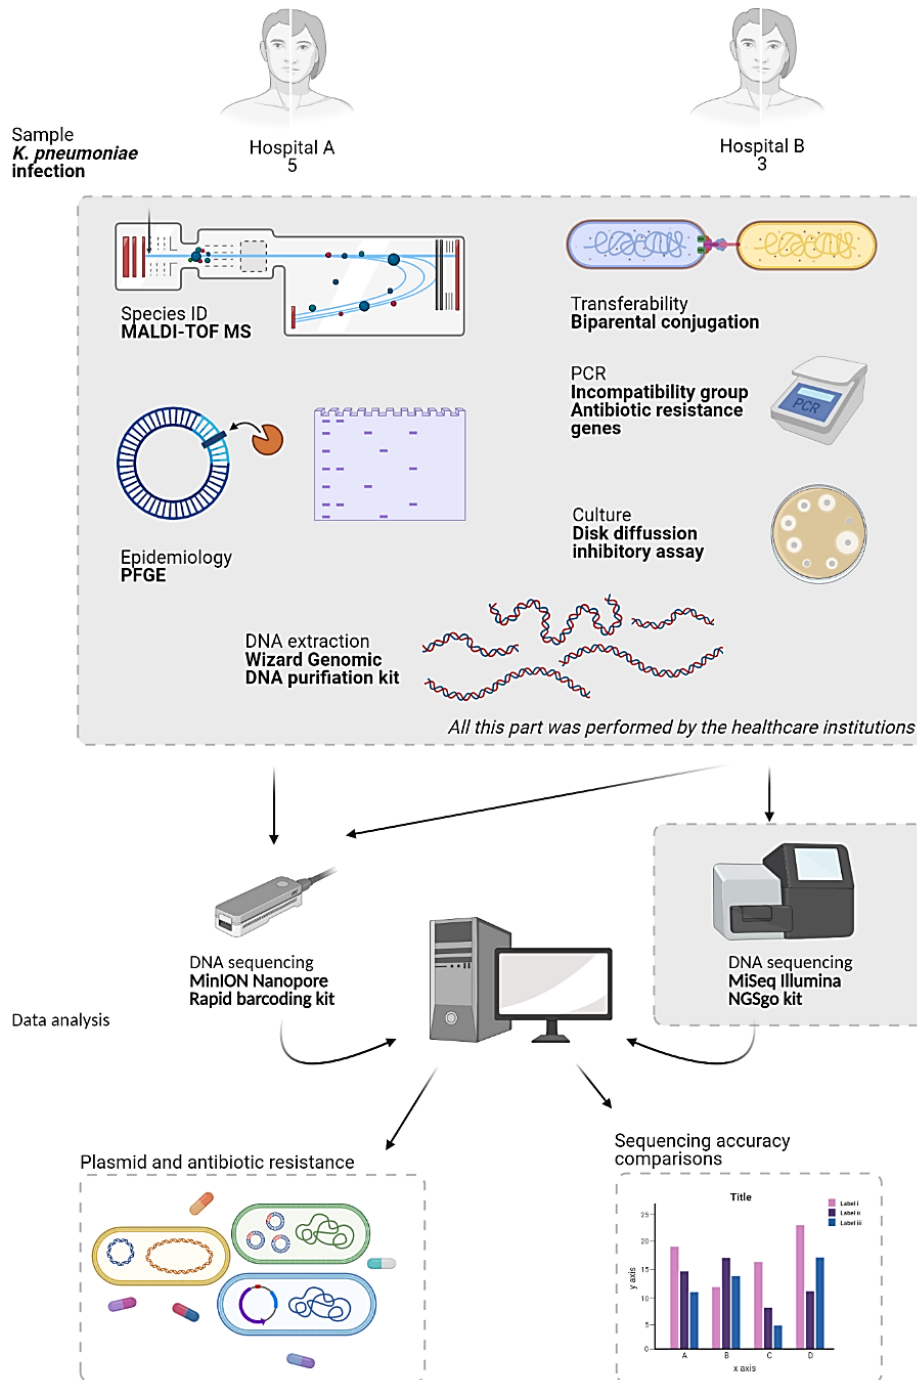 Hospital A
5
Hospital B
3
Sample
K. pneumoniae
infection
Species ID
MALDI-TOF MS
Transferability
Biparental conjugation
PCR
Incompatibility group
Antibiotic resistance
genes
PCR
Culture
Disk diffussion
inhibitory assay
Epidemiology
PFGE
DNA extraction
Wizard Genomic
DNA purifiation kit
All this part was performed by the healthcare institutions
DNA sequencing
MinION Nanopore
Rapid barcoding kit
DNA sequencing
MiSeq Illumina
NGSgo kit
Data analysis
Plasmid and antibiotic resistance
Sequencing accuracy
comparisons
Title
Label i
Label ii
Label iii
y axis
25
20
15
10
5
0
A B C D
x axis